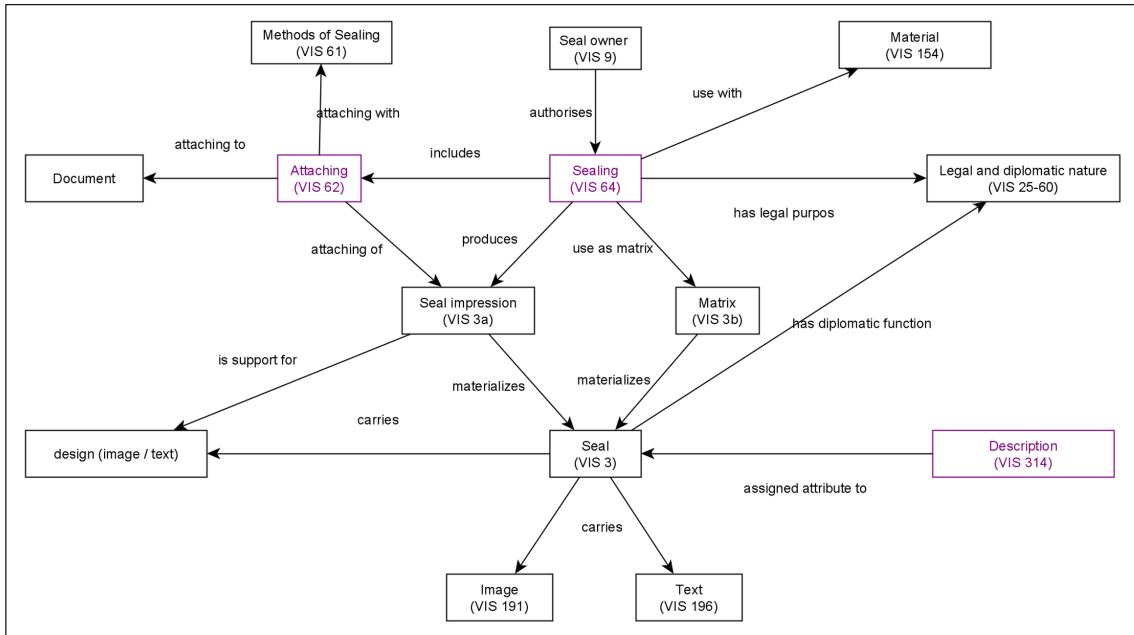 Methods of Sealing
(VIS 61)
Seal owner
(VIS 9)
Material
(VIS 154)
use with
attaching with
authorises
attaching to
includes
Document
Attaching
(VIS 62)
Sealing
(VIS 64)
Legal and diplomatic nature
(VIS 25-60)
has legal purpos
attaching of
produces
use as matrix
Seal impression
(VIS 3a)
Matrix
(VIS 3b)
has diplomatic function
is support for
materializes
materializes
carries
design (image / text)
Seal
(VIS 3)
Description
(VIS 314)
assigned attribute to
carries
Image
(VIS 191)
Text
(VIS 196)